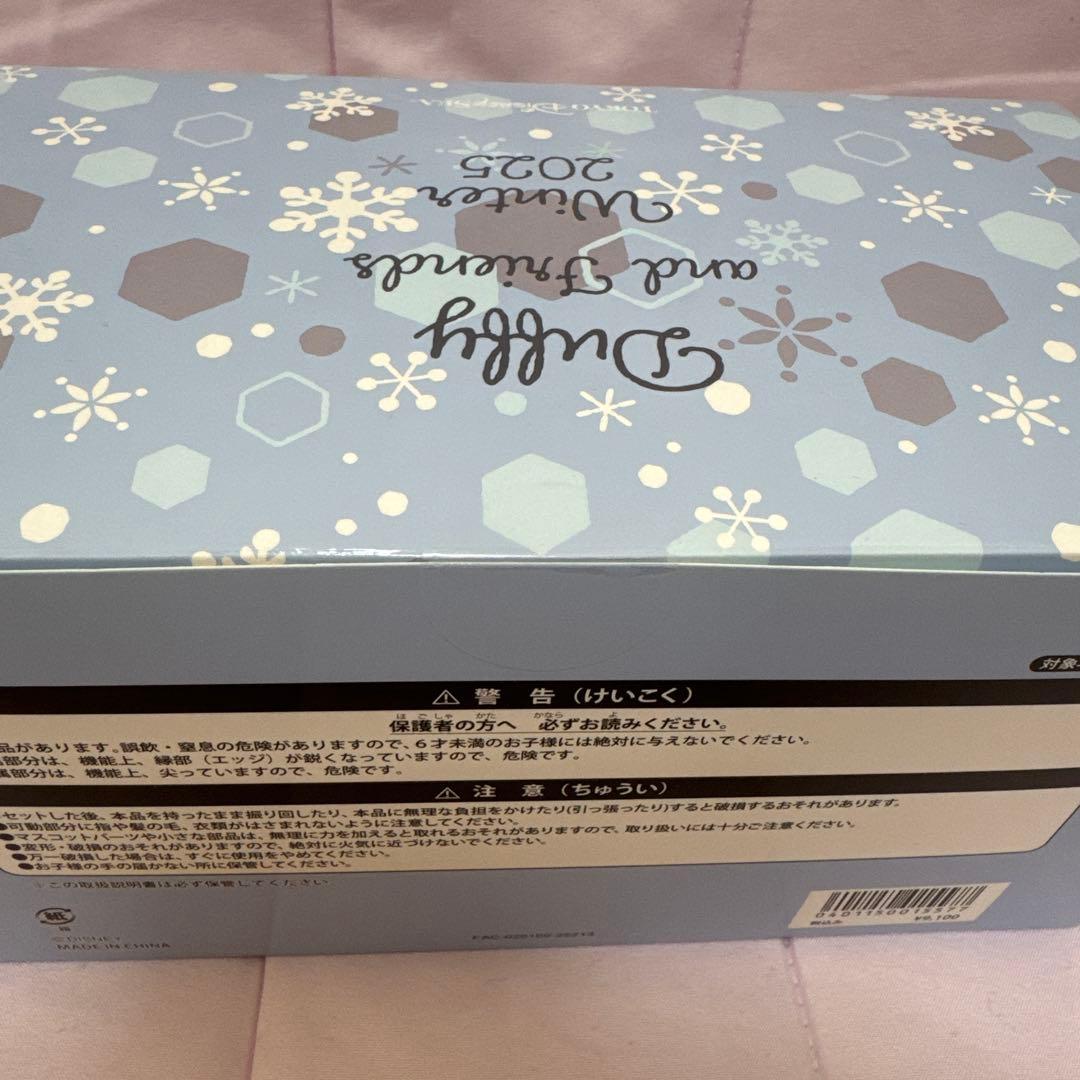 TOKYO DISNEYSEA
Duffy
and Friends
Winter
2025
対象
⚠ 警 告 (けいこく)
保護者の方へ 必ずお読みください。
品があります。誤飲・窒息の危険がありますので、6才未満のお子様には絶対に与えないでください。
部分は、機能上、縁部（エッジ）が鋭くなっていますので、危険です。
属部分は、機能上、尖っていますので、危険です。
⚠ 注 意 (ちゅうい)
セットした後、本品を持ったまま振り回したり、本品に無理な負担をかけたり(引っ張ったり)すると破損するおそれがあります。
●可動部分に指や髪の毛、衣類がはさまれないように注意してください。
●マスコットパーツや小さな部品は、無理に力を加えると取れるおそれがありますので、取り扱いには十分ご注意ください。
●変形・破損のおそれがありますので、絶対に火気に近づけないでください。
●万一破損した場合は、すぐに使用をやめてください。
●お子様の手の届かない所に保管してください。
※この取扱説明書は必ず保管してください
紙
箱
©DISNEY
MADE IN CHINA
0401150015577
税込み ¥9,100